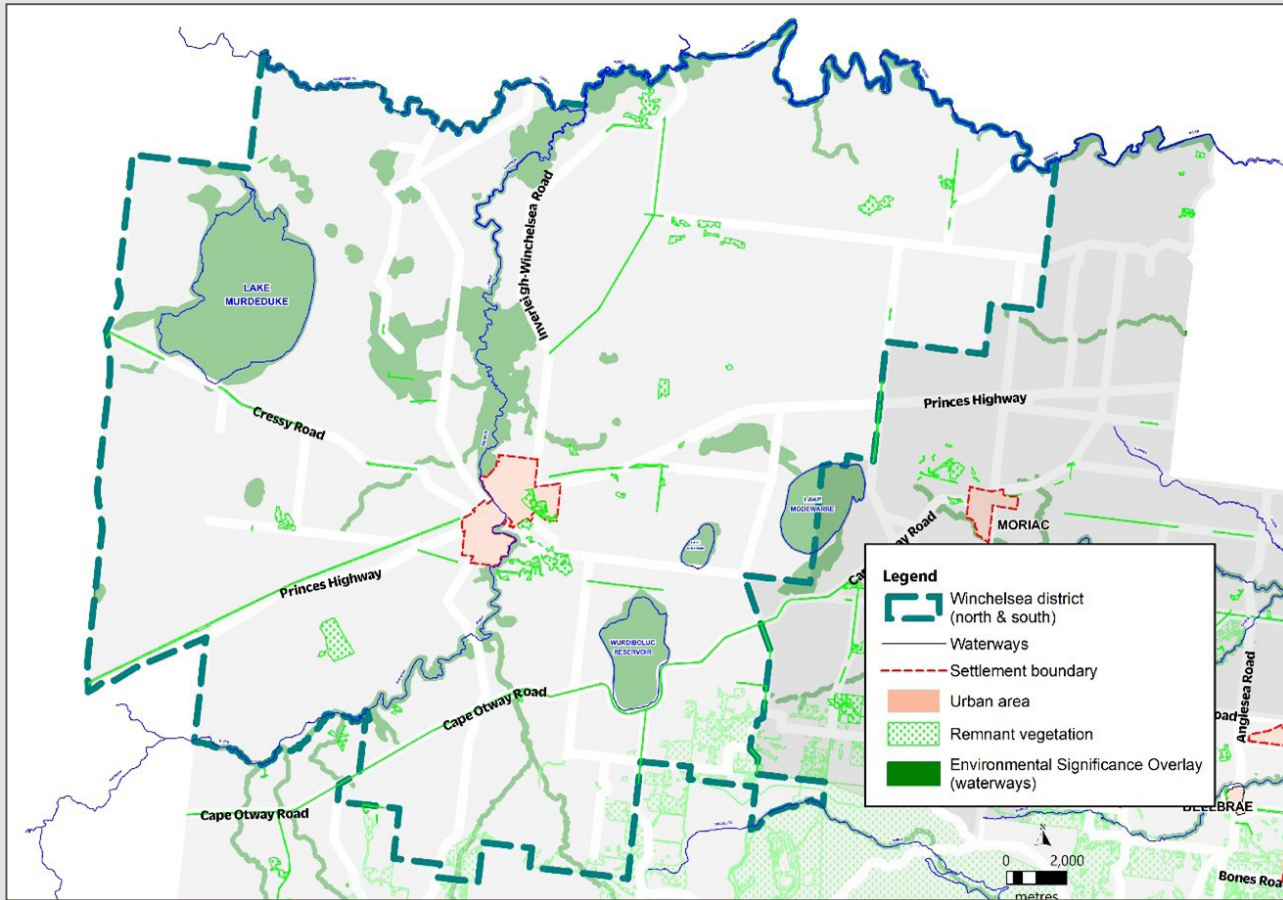 Inverleigh-Winchelsea Road
LAKE
MURDEDUKE
Cressy Road
Princes Highway
LAKE
MODEWARRE
MORIAC
Princes Highway
WURDIBOLUC
RESERVOIR
Cape Otway Road
Cape Otway Road
Legend
Winchelsea district
(north & south)
Waterways
Settlement boundary
Urban area
Remnant vegetation
Environmental Significance Overlay
(waterways)
Anglesea Road
N
0 2,000
metres
Bones Roa